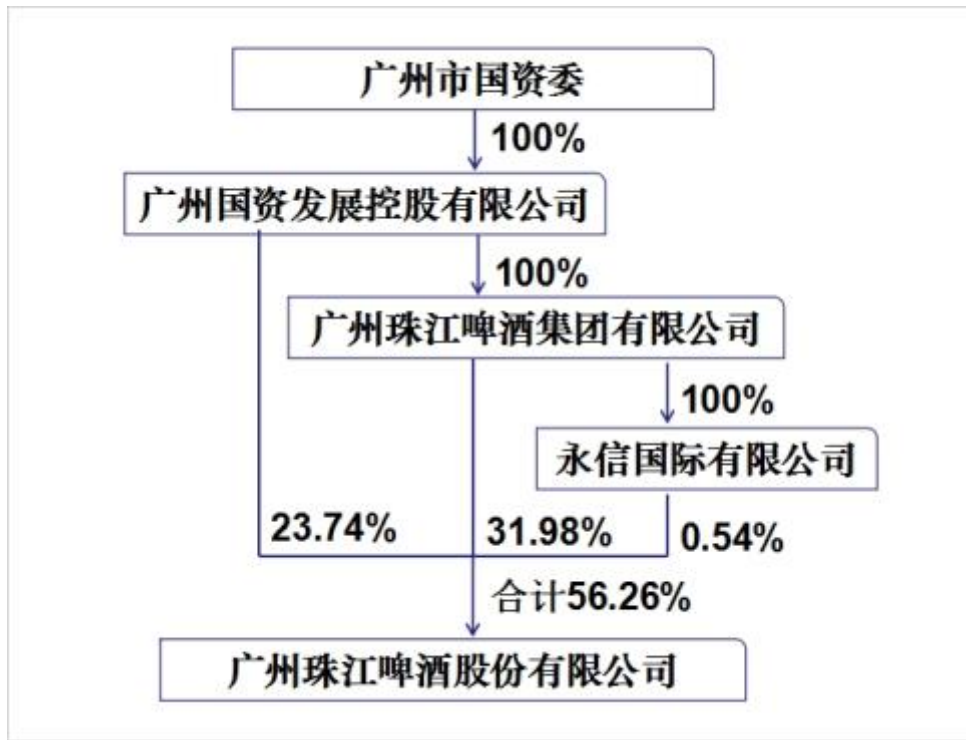 广州市国资委
100%
广州国资发展控股有限公司
100%
广州珠江啤酒集团有限公司
100%
永信国际有限公司
23.74%
31.98%
0.54%
合计56.26%
广州珠江啤酒股份有限公司